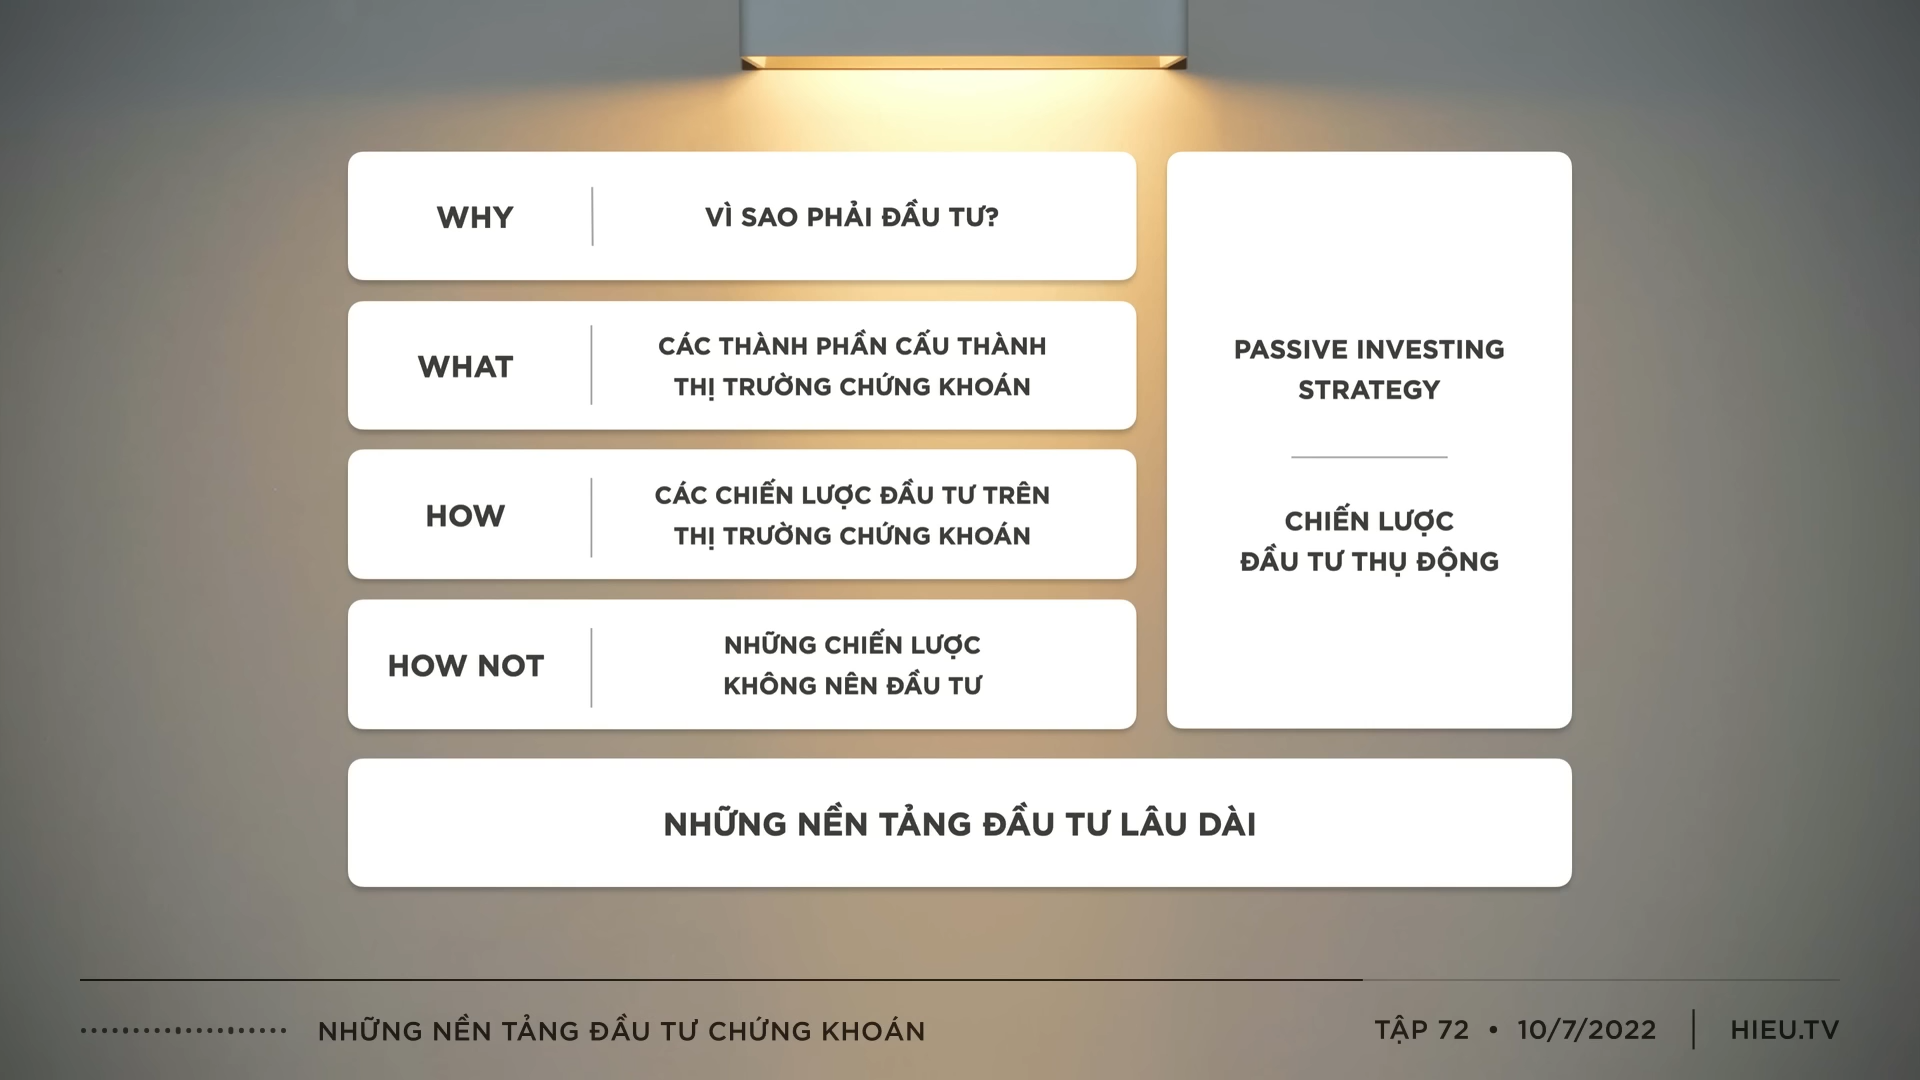 WHY
VÌ SAO PHẢI ĐẦU TƯ?
WHAT
CÁC THÀNH PHẦN CẤU THÀNH
THỊ TRƯỜNG CHỨNG KHOÁN
HOW
CÁC CHIẾN LƯỢC ĐẦU TƯ TRÊN
THỊ TRƯỜNG CHỨNG KHOÁN
HOW NOT
NHỮNG CHIẾN LƯỢC
KHÔNG NÊN ĐẦU TƯ
PASSIVE INVESTING
STRATEGY
CHIẾN LƯỢC
ĐẦU TƯ THỤ ĐỘNG
NHỮNG NỀN TẢNG ĐẦU TƯ LÂU DÀI
NHỮNG NỀN TẢNG ĐẦU TƯ CHỨNG KHOÁN
TẬP 72 • 10/7/2022
HIEU.TV